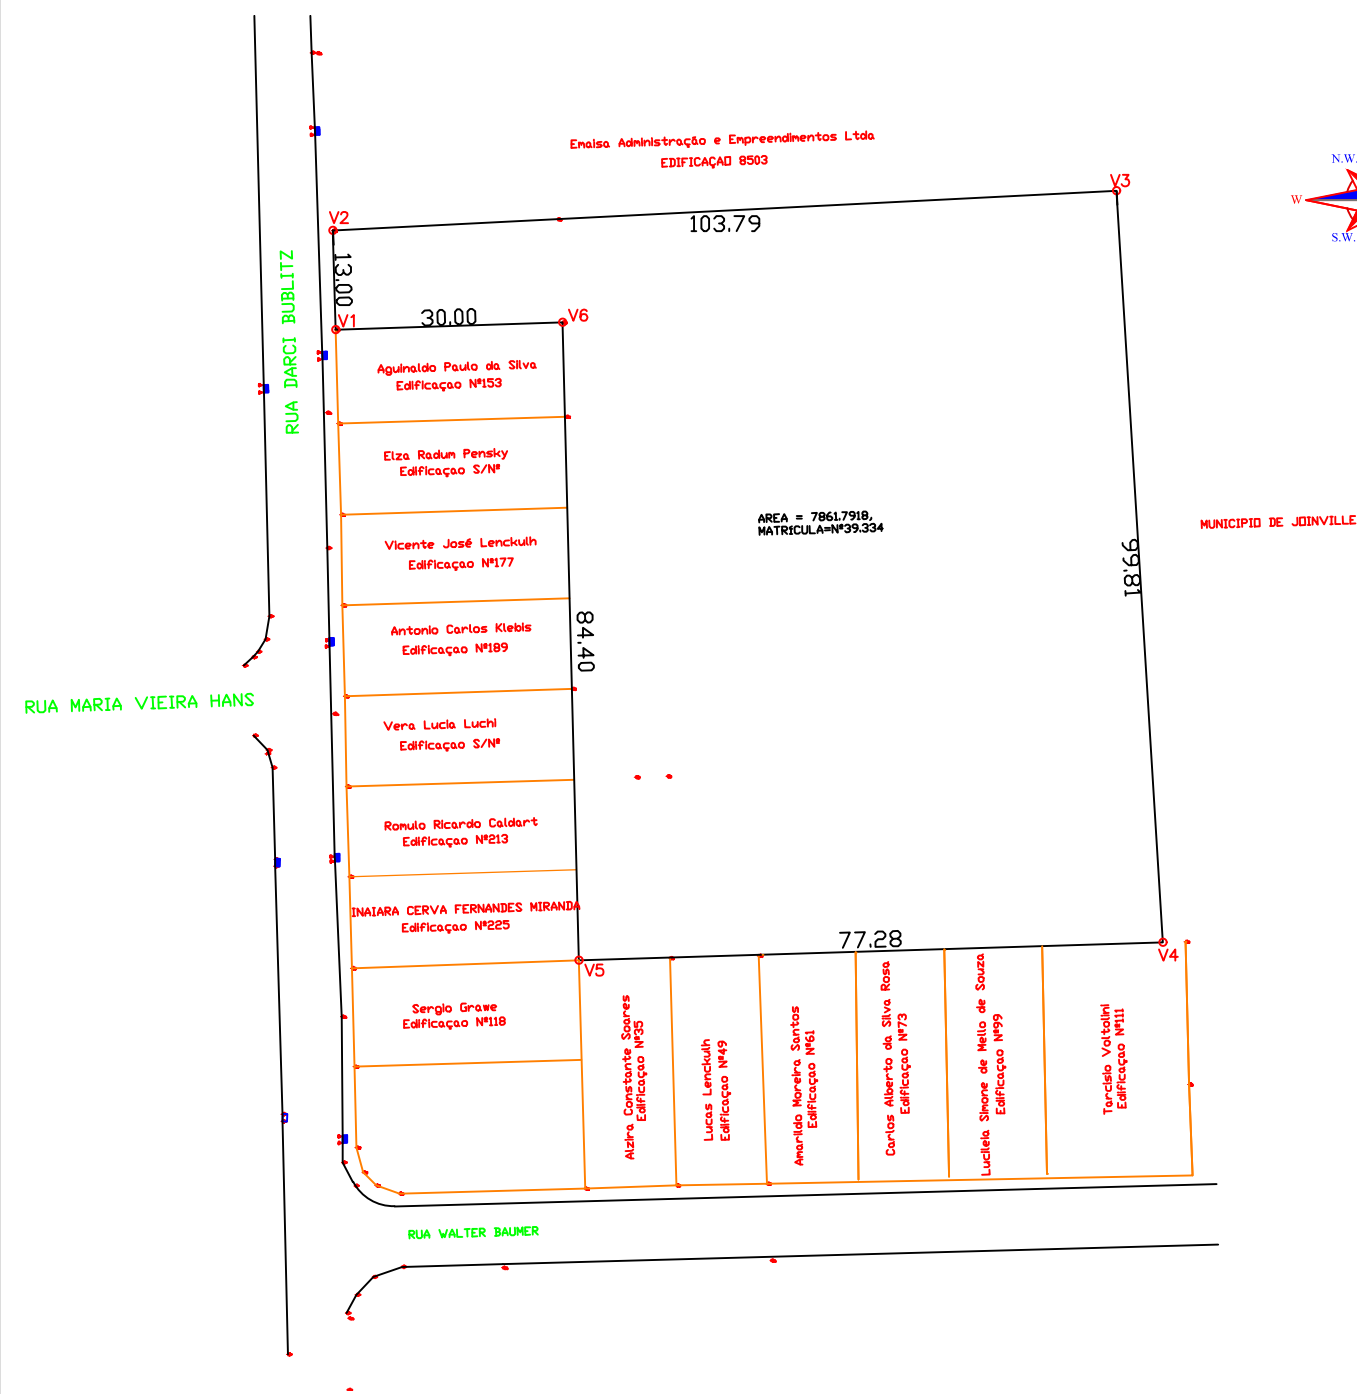 Emaisa Administração e Empreendimentos Ltda
EDIFICAÇAO 8503
N.W.
W
S.W.
V3
V2
103.79
13.00
RUA DARCI BUBLITZ
V1
30.00
V6
Aguinaldo Paulo da Silva
Edificaçao Nº153
Elza Radum Pensky
Edificaçao S/Nº
Vicente José Lenckulh
Edificaçao Nº177
Antonio Carlos Klebis
Edificaçao Nº189
Vera Lucia Luchi
Edificaçao S/Nº
Romulo Ricardo Caldart
Edificaçao Nº213
INAIARA CERVA FERNANDES MIRANDA
Edificaçao Nº225
Sergio Grawe
Edificaçao Nº118
AREA = 7861.7918,
MATRíCULA=Nº39.334
99.81
MUNICIPIO DE JOINVILLE
84.40
RUA MARIA VIEIRA HANS
77.28
V5
V4
Alzira Constante Soares
Edificaçao Nº35
Lucas Lenckulh
Edificaçao Nº49
Amarildo Moreira Santos
Edificaçao Nº61
Carlos Alberto da Silva Rosa
Edificaçao Nº73
Lucileia Simone de Mello de Souza
Edificaçao Nº99
Tarcisio Voltolini
Edificaçao Nº111
RUA WALTER BAUMER